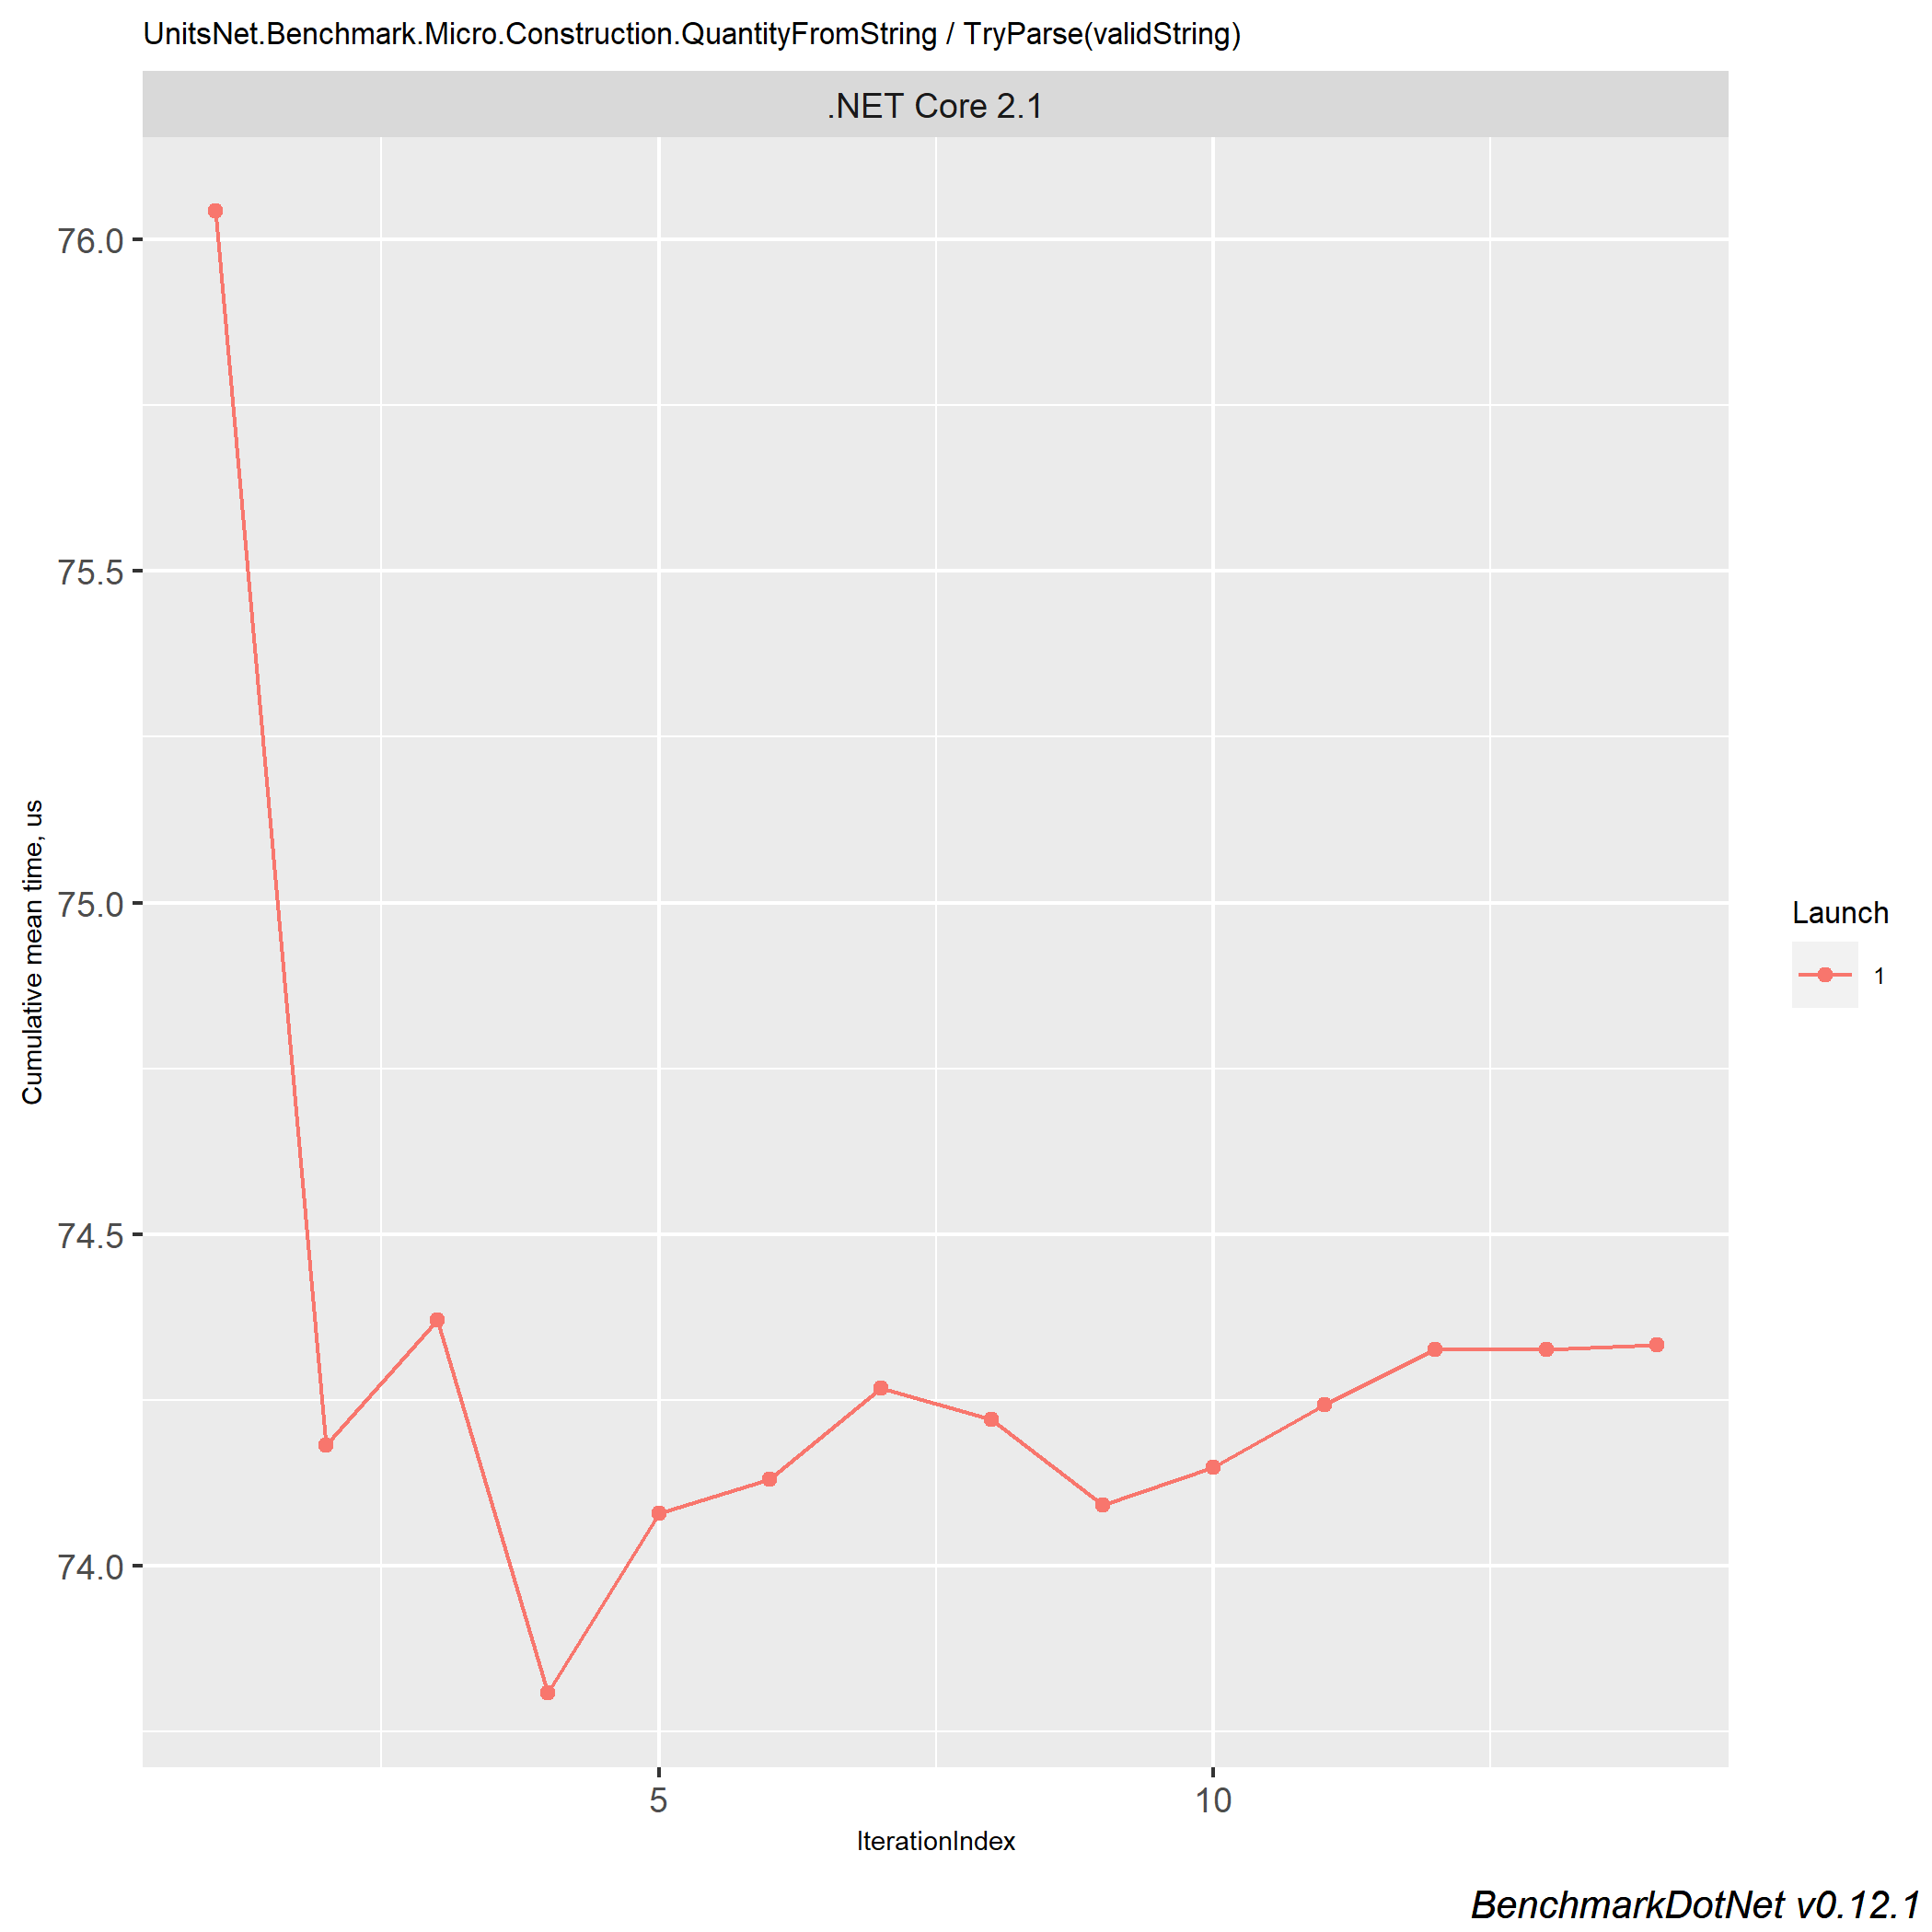 UnitsNet.Benchmark.Micro.Construction.QuantityFromString / TryParse(validString)
.NET Core 2.1
76.0
75.5
75.0
74.5
74.0
Cumulative mean time, us
5
10
IterationIndex
Launch
1
BenchmarkDotNet v0.12.1